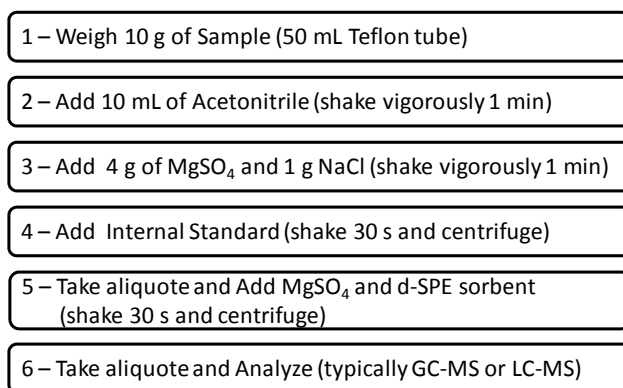 1 – Weigh 10 g of Sample (50 mL Teflon tube)
2 – Add 10 mL of Acetonitrile (shake vigorously 1 min)
3 – Add 4 g of MgSO₄ and 1 g NaCl (shake vigorously 1 min)
4 – Add Internal Standard (shake 30 s and centrifuge)
5 – Take aliquote and Add MgSO₄ and d-SPE sorbent
(shake 30 s and centrifuge)
6 – Take aliquote and Analyze (typically GC-MS or LC-MS)